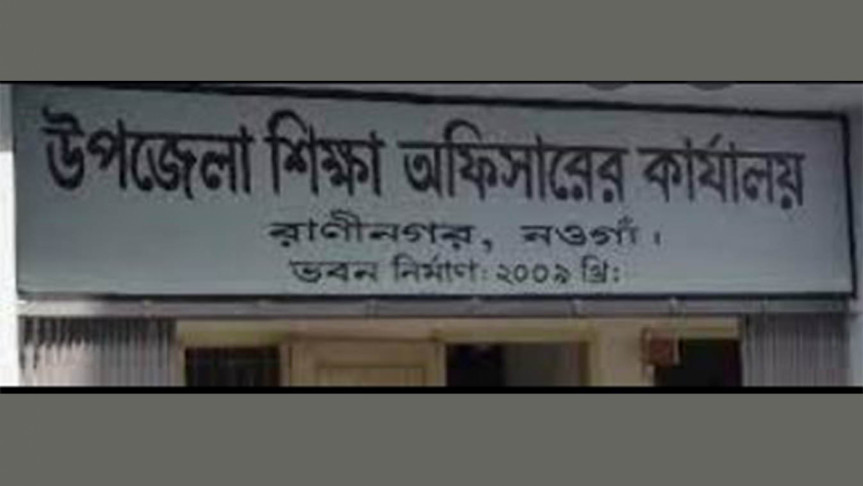 উপজেলা শিক্ষা অফিসারের কার্যালয়
রাণীনগর, নওগাঁ।
ভবন নির্মাণ: ২০০৯ খ্রি: